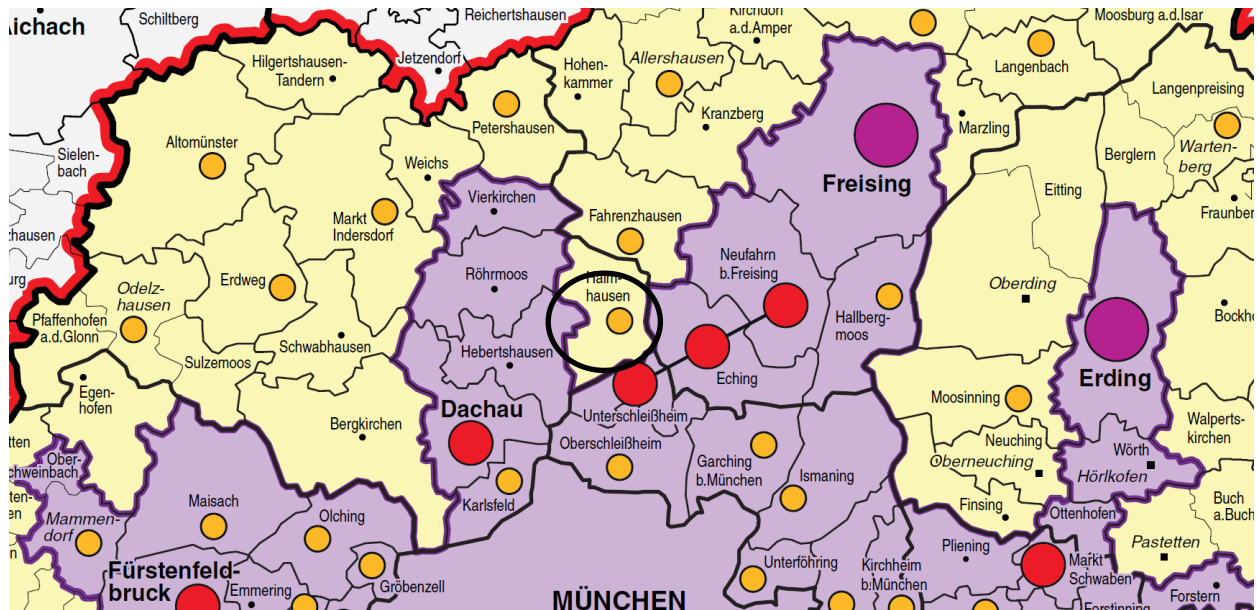 Aichach
Schiltberg
Reichertshausen
Kirchdorf
a.d.Amper
Moosburg a.d.Isar
Hilgertshausen-
Tandern
Jetzendorf
Hohen-
kammer
Allershausen
Langenbach
Langenpreising
Petershausen
Kranzberg
Marzling
Altomünster
Sielen-
bach
Weichs
Berglern
Warten-
berg
Freising
Vierkirchen
Eitting
Markt
Indersdorf
Fahrenzhausen
zhausen
Neufahrn
b.Freising
Röhrmoos
Haim-
hausen
Erdweg
Odelz-
hausen
Oberding
Hallberg-
moos
Pfaffenhofen
a.d.Glonn
Schwabhausen
Hebertshausen
Sulzemoos
Eching
Erding
Egen-
hofen
Moosinning
Dachau
Unterschleißheim
Bergkirchen
Walperts-
kirchen
Oberschleißheim
Neuching
Oberneuching
Wörth
Hörlkofen
Garching
b.München
Ismaning
Ober-
schweinbach
Maisach
Karlsfeld
Finsing
Ottenhofen
Buch
a.Buch
Mammen-
dorf
Olching
Pliening
Pastetten
Fürstenfeld-
bruck
Emmering
Gröbenzell
Unterföhring
Kirchheim
b.München
Markt
Schwaben
MÜNCHEN
Forstinning
Forstern